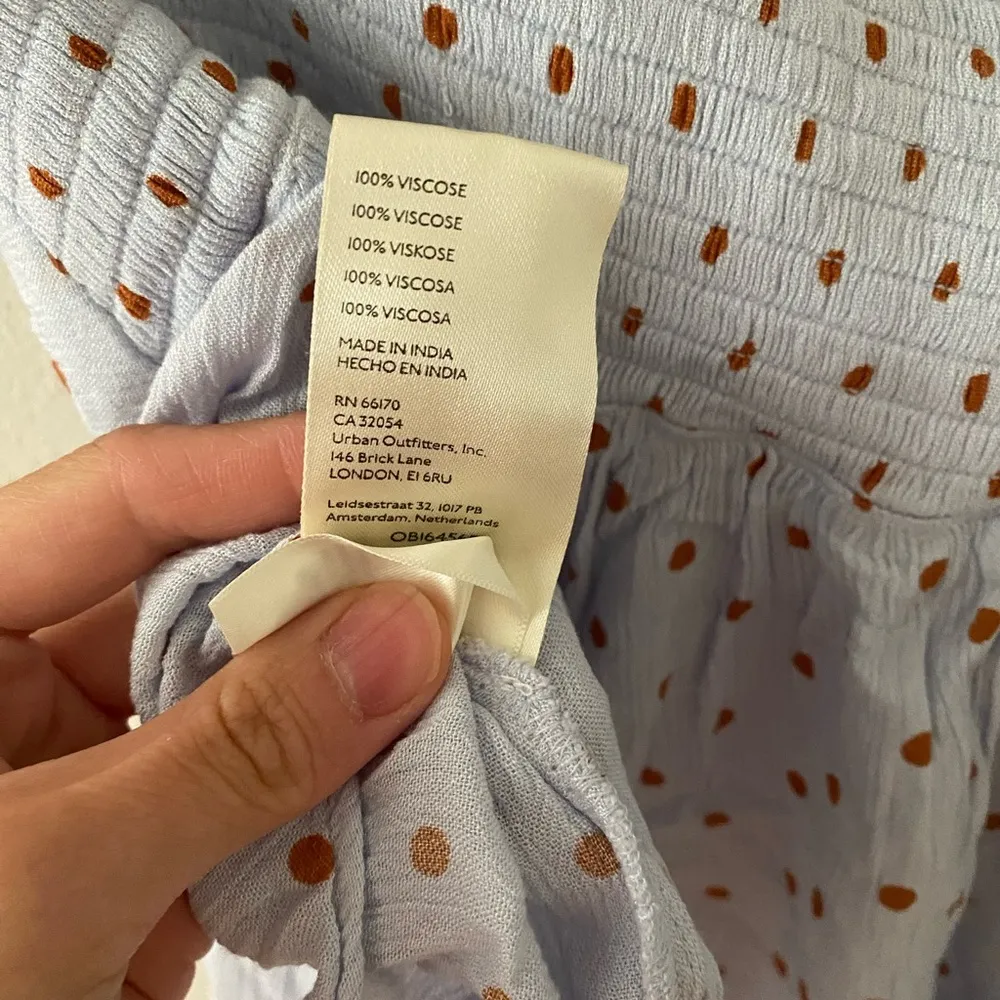 100% VISCOSE
100% VISCOSE
100% VISKOSE
100% VISCOSA
100% VISCOSA
MADE IN INDIA
HECHO EN INDIA
RN 66170
CA 32054
Urban Outfitters, Inc.
146 Brick Lane
LONDON, E1 6RU
Leidsestraat 32, 1017 PB
Amsterdam, Netherlands